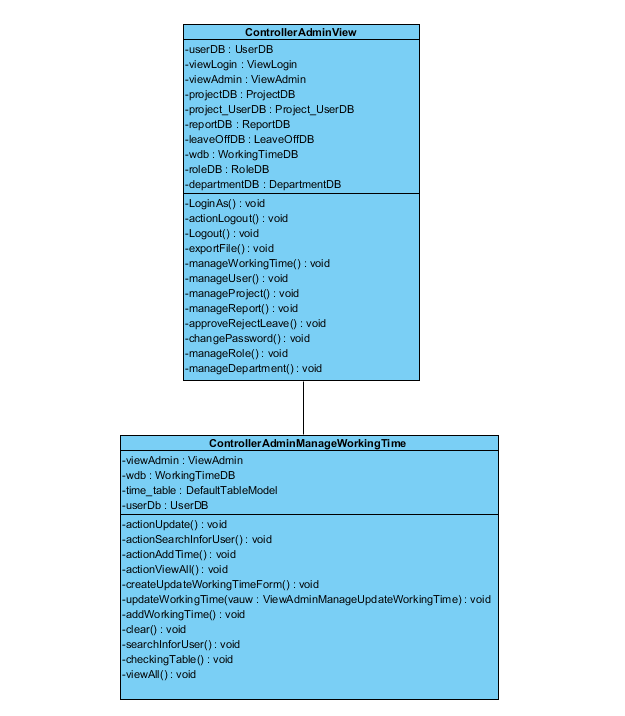 ControllerAdminView
-userDB : UserDB
-viewLogin : ViewLogin
-viewAdmin : ViewAdmin
-projectDB : ProjectDB
-project_UserDB : Project_UserDB
-reportDB : ReportDB
-leaveOffDB : LeaveOffDB
-wdb : WorkingTimeDB
-roleDB : RoleDB
-departmentDB : DepartmentDB
-LoginAs() : void
-actionLogout() : void
-Logout() : void
-exportFile() : void
-manageWorkingTime() : void
-manageUser() : void
-manageProject() : void
-manageReport() : void
-approveRejectLeave() : void
-changePassword() : void
-manageRole() : void
-manageDepartment() : void
ControllerAdminManageWorkingTime
-viewAdmin : ViewAdmin
-wdb : WorkingTimeDB
-time_table : DefaultTableModel
-userDb : UserDB
-actionUpdate() : void
-actionSearchInforUser() : void
-actionAddTime() : void
-actionViewAll() : void
-createUpdateWorkingTimeForm() : void
-updateWorkingTime(vauw : ViewAdminManageUpdateWorkingTime) : void
-addWorkingTime() : void
-clear() : void
-searchInforUser() : void
-checkingTable() : void
-viewAll() : void